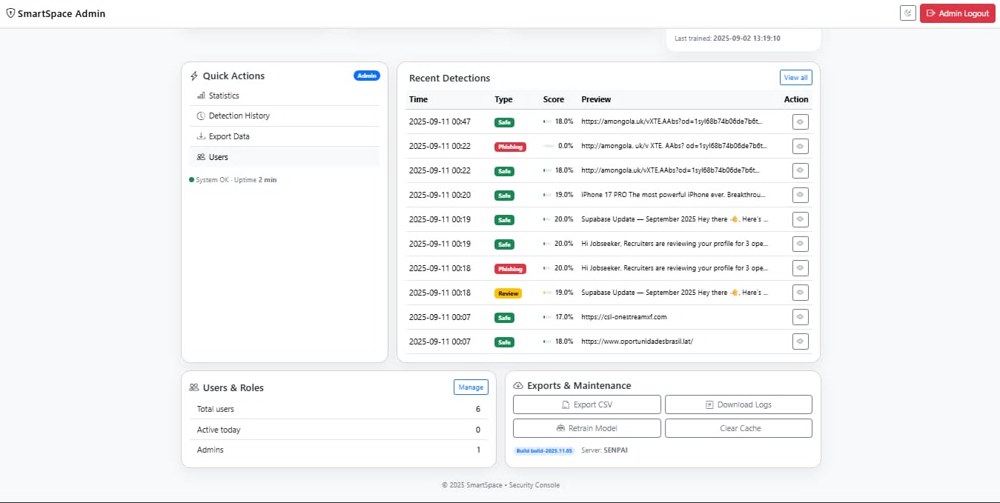 SmartSpace Admin
Admin Logout
Last trained: 2025-09-02 13:19:10
Quick Actions Admin
Statistics
Detection History
Export Data
Users
System OK · Uptime 2 min
Recent Detections View all
Time Type Score Preview Action
2025-09-11 00:47 Safe 18.0% https://amongola.uk/vXTE.AAbs?od=1syl68b74b06de7b6t...
2025-09-11 00:22 Phishing 0.0% http://amongola. uk/v XTE. AAbs? od=1syl68b74b06de7b6t...
2025-09-11 00:22 Safe 18.0% http://amongola.uk/vXTE.AAbs?od=1syl68b74b06de7b6t...
2025-09-11 00:20 Safe 19.0% iPhone 17 PRO The most powerful iPhone ever. Breakthrou...
2025-09-11 00:19 Safe 20.0% Supabase Update — September 2025 Hey there 👋, Here's ...
2025-09-11 00:19 Safe 20.0% Hi Jobseeker, Recruiters are reviewing your profile for 3 ope...
2025-09-11 00:18 Phishing 20.0% Hi Jobseeker, Recruiters are reviewing your profile for 3 ope...
2025-09-11 00:18 Review 19.0% Supabase Update — September 2025 Hey there 👋, Here's ...
2025-09-11 00:07 Safe 17.0% https://csl-onestreamxf.com
2025-09-11 00:07 Safe 18.0% https://www.oportunidadesbrasil.lat/
Users & Roles Manage
Total users 6
Active today 0
Admins 1
Exports & Maintenance
Export CSV Download Logs
Retrain Model Clear Cache
Build build-2025.11.05 Server: SENPAI
© 2025 SmartSpace • Security Console